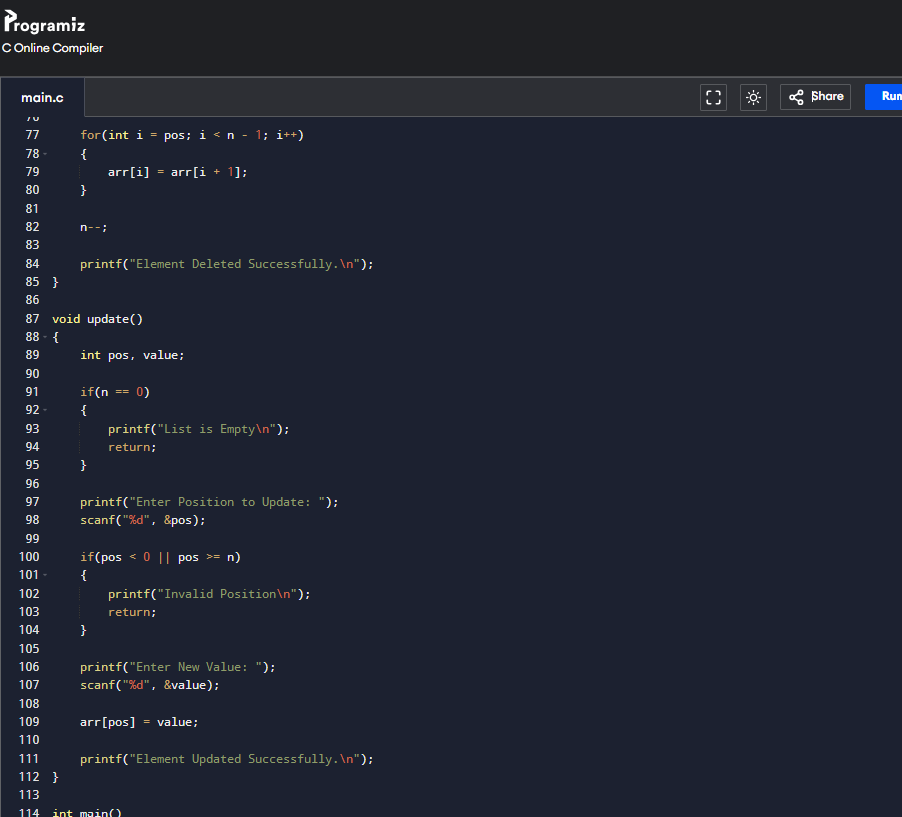 Programiz
C Online Compiler
main.c
Share
Run
76
77 for(int i = pos; i < n - 1; i++)
78 {
79 arr[i] = arr[i + 1];
80 }
81
82 n--;
83
84 printf("Element Deleted Successfully.\n");
85 }
86
87 void update()
88 {
89 int pos, value;
90
91 if(n == 0)
92 {
93 printf("List is Empty\n");
94 return;
95 }
96
97 printf("Enter Position to Update: ");
98 scanf("%d", &pos);
99
100 if(pos < 0 || pos >= n)
101 {
102 printf("Invalid Position\n");
103 return;
104 }
105
106 printf("Enter New Value: ");
107 scanf("%d", &value);
108
109 arr[pos] = value;
110
111 printf("Element Updated Successfully.\n");
112 }
113
114 int main()